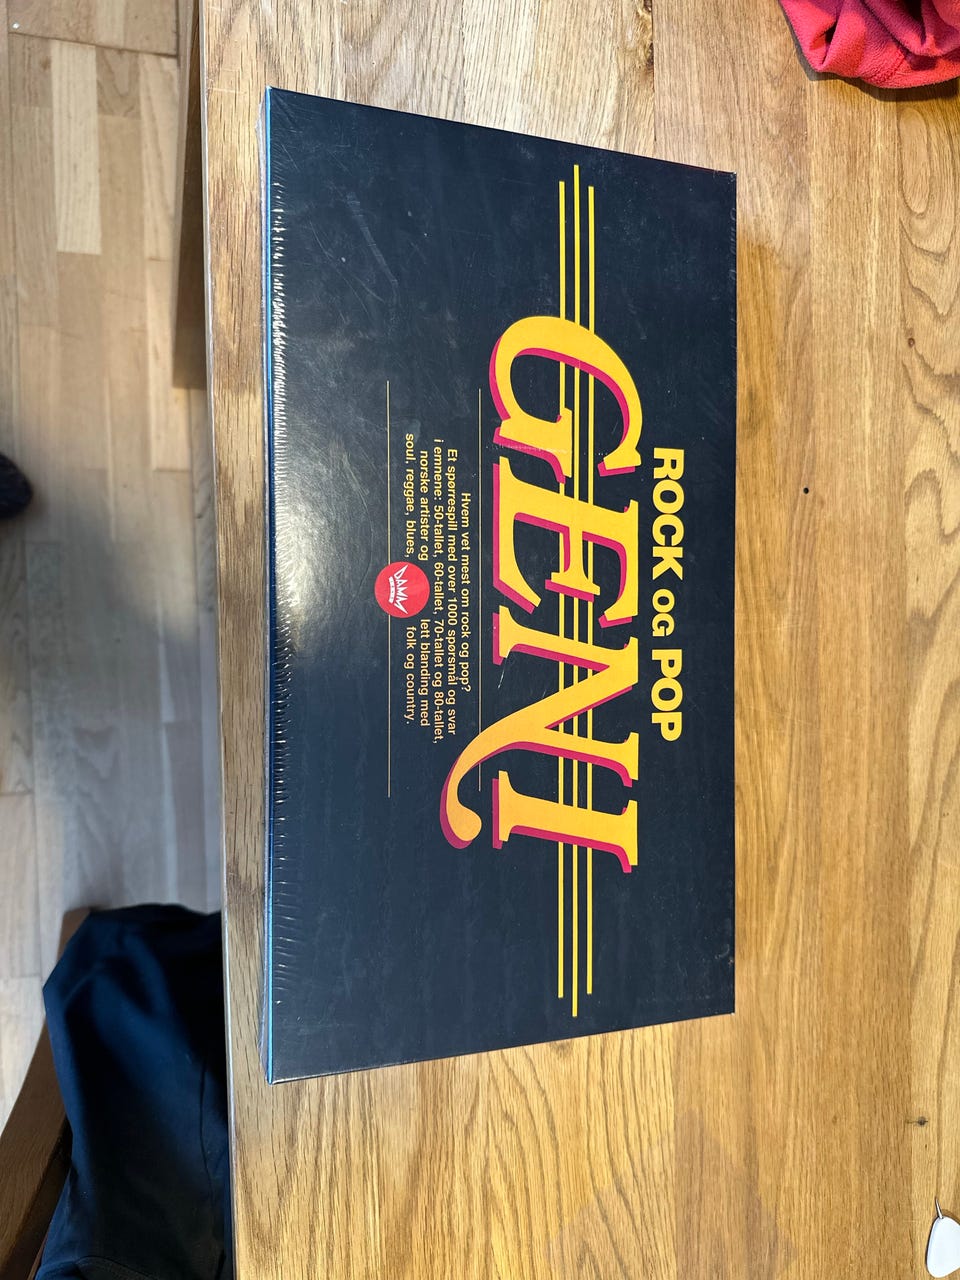 ROCK OG POP
GENI
Hvem vet mest om rock og pop?
Et spørrespill med over 1000 spørsmål og svar
i emnene: 50-tallet, 60-tallet, 70-tallet og 80-tallet,
norske artister og lett blanding med
soul, reggae, blues, folk og country.
DAMM